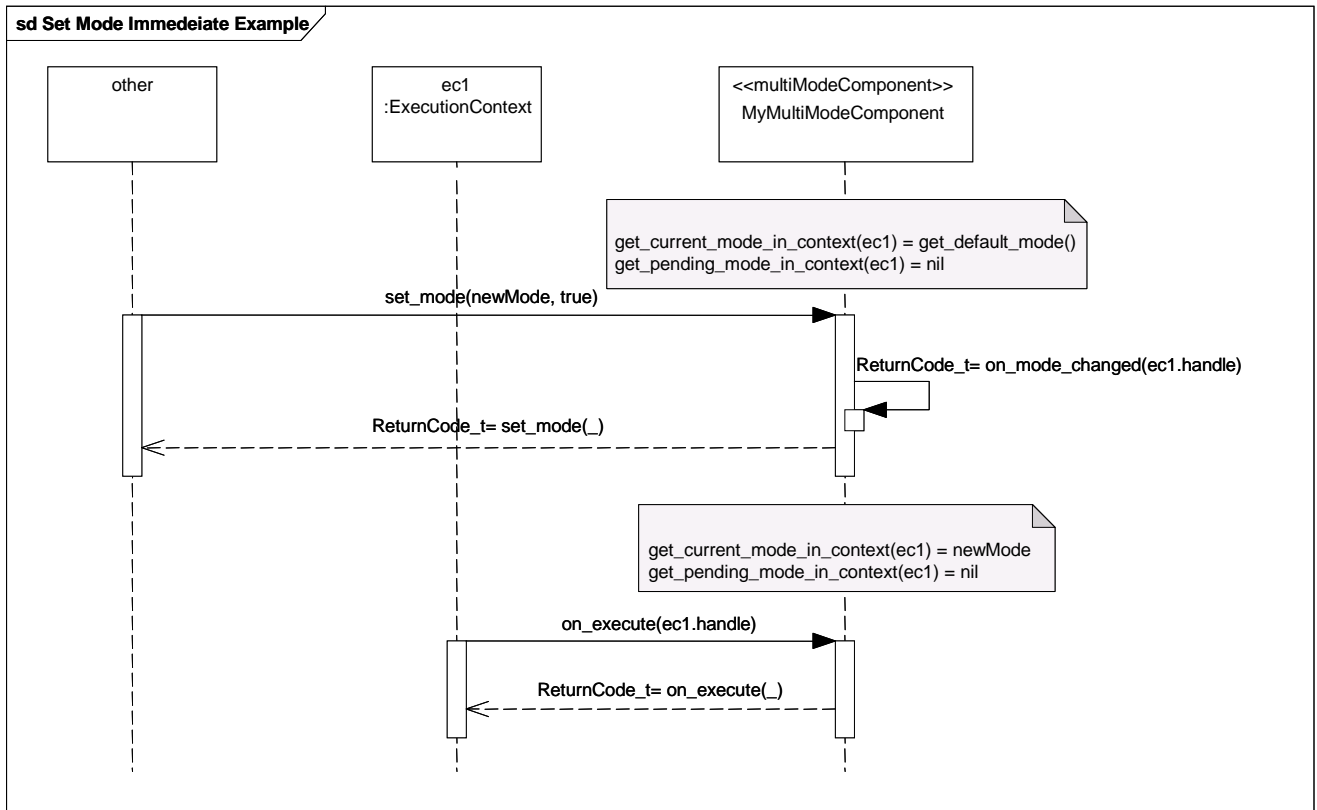 sd Set Mode Immedeiate Example
other
ec1
:ExecutionContext
<<multiModeComponent>>
MyMultiModeComponent
get_current_mode_in_context(ec1) = get_default_mode()
get_pending_mode_in_context(ec1) = nil
set_mode(newMode, true)
ReturnCode_t= on_mode_changed(ec1.handle)
ReturnCode_t= set_mode(_)
get_current_mode_in_context(ec1) = newMode
get_pending_mode_in_context(ec1) = nil
on_execute(ec1.handle)
ReturnCode_t= on_execute(_)